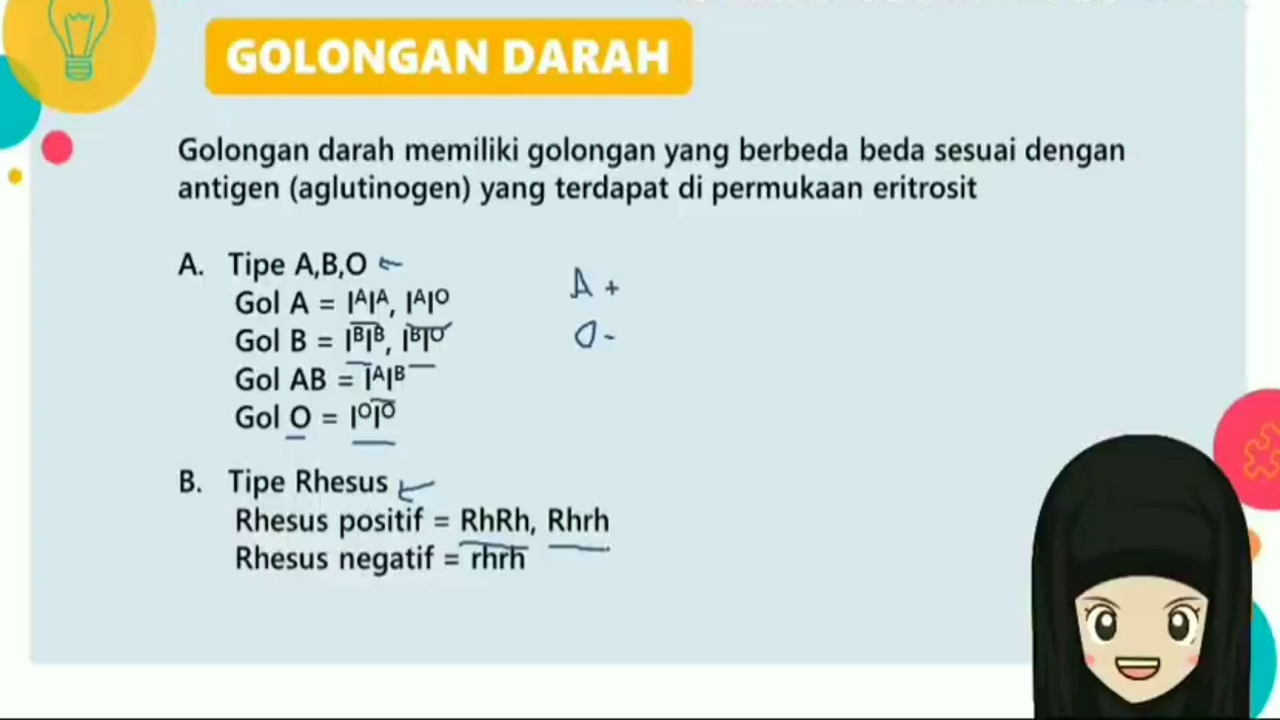 GOLONGAN DARAH
Golongan darah memiliki golongan yang berbeda beda sesuai dengan
antigen (aglutinogen) yang terdapat di permukaan eritrosit
A. Tipe A,B,O
Gol A = IᴬIᴬ, IᴬIᴼ
A +
Gol B = IᴮIᴮ, IᴮIᴼ
O -
Gol AB = IᴬIᴮ
Gol O = IᴼIᴼ
B. Tipe Rhesus
Rhesus positif = RhRh, Rhrh
Rhesus negatif = rhrh